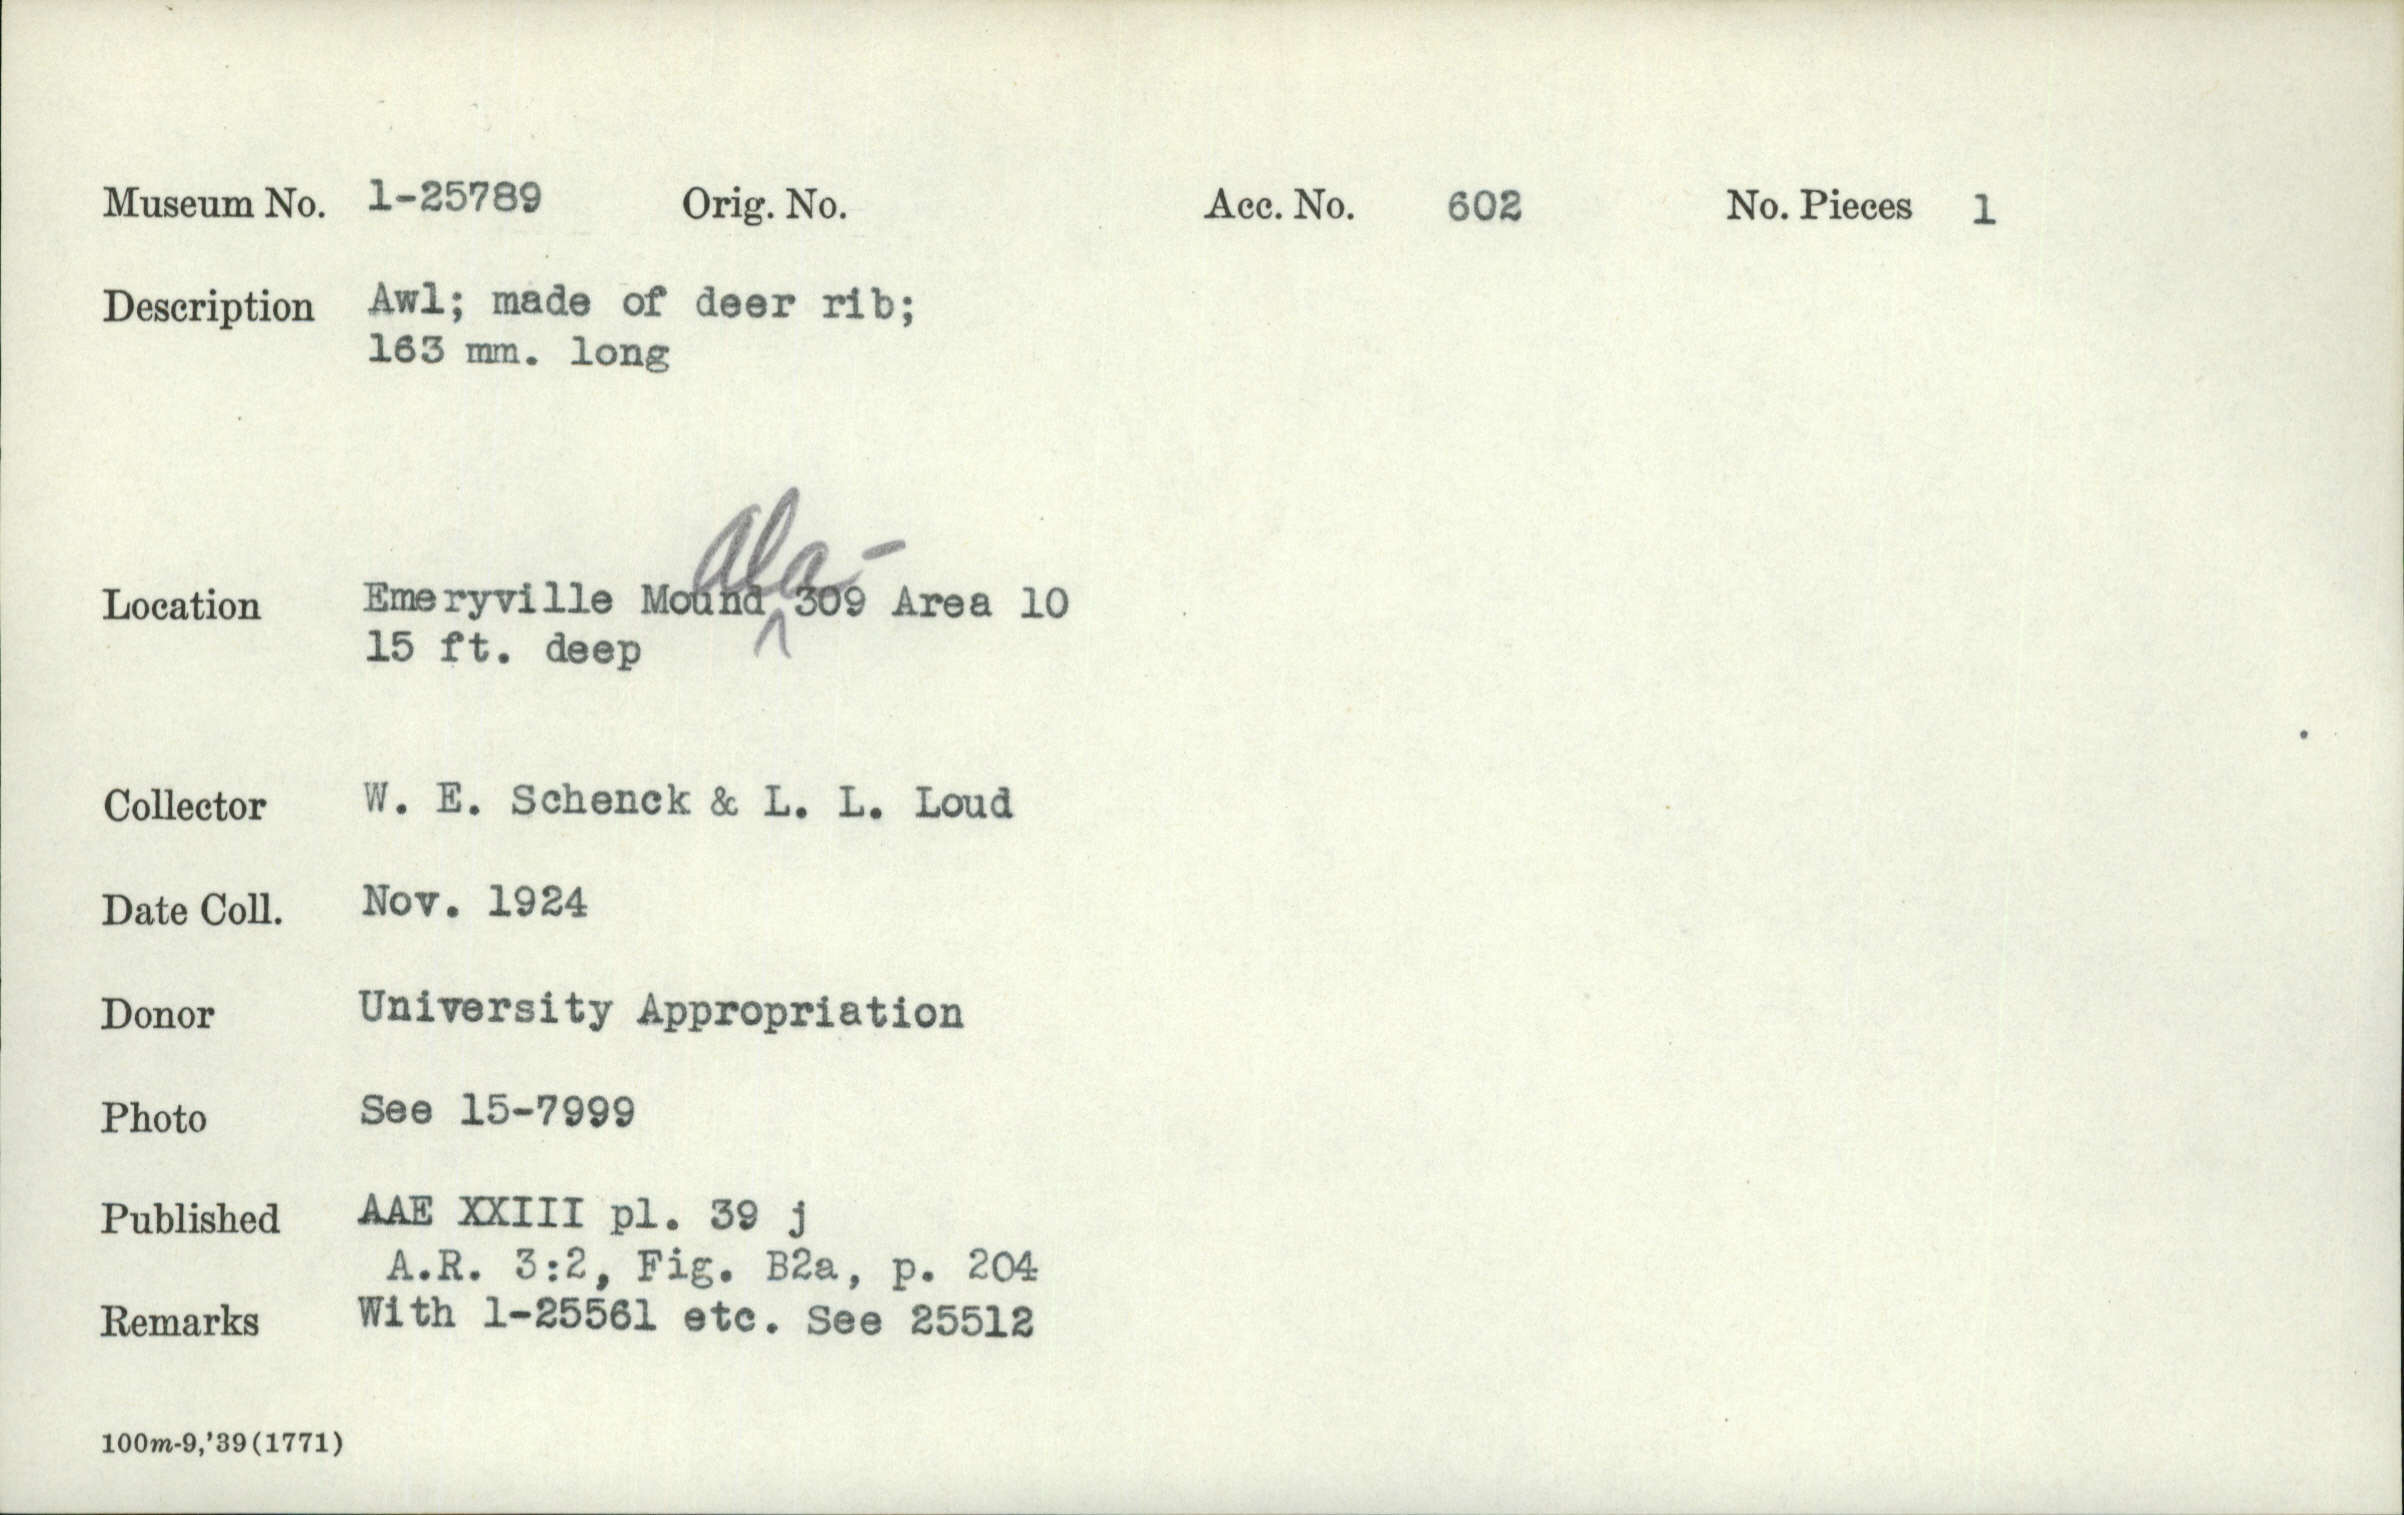 Museum No. 1-25789 Orig. No. Acc. No. 602 No. Pieces 1
Description Awl; made of deer rib;
163 mm. long
Location Emeryville Mound Ala- 309 Area 10
15 ft. deep
Collector W. E. Schenck & L. L. Loud
Date Coll. Nov. 1924
Donor University Appropriation
Photo See 15-7999
Published AAE XXIII pl. 39 j
A.R. 3:2, Fig. B2a, p. 204
Remarks With 1-25561 etc. See 25512
100m-9,'39(1771)